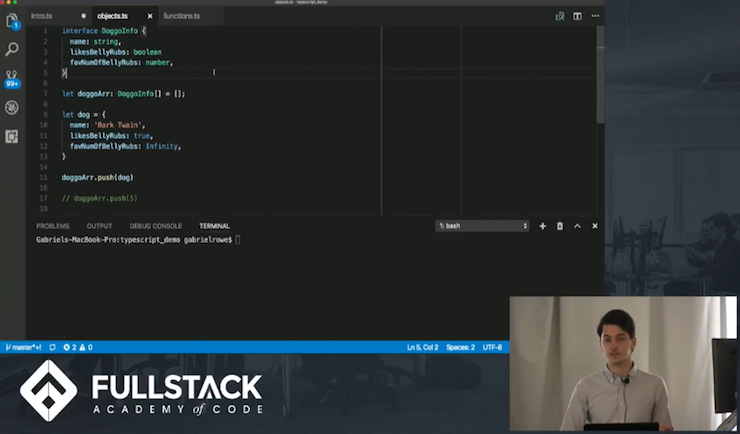 objects.ts - typescript_demo
intro.ts objects.ts functions.ts
1
99+
1 interface DoggoInfo {
2 name: string,
3 likesBellyRubs: boolean
4 favNumOfBellyRubs: number,
5 }
6
7 let doggoArr: DoggoInfo[] = [];
8
9 let dog = {
10 name: 'Bark Twain',
11 likesBellyRubs: true,
12 favNumOfBellyRubs: Infinity,
13 }
14
15 doggoArr.push(dog)
16
17 // doggoArr.push(5)
18
PROBLEMS OUTPUT DEBUG CONSOLE TERMINAL 1: bash
Gabriels-MacBook-Pro:typescript_demo gabrielrowe$
master*+! 2 0 Ln 5, Col 2 Spaces: 2 UTF-8
FULLSTACK
ACADEMY of CODE